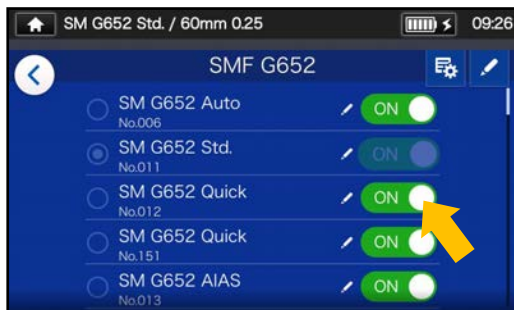 SM G652 Std. / 60mm 0.25 09:26
SMF G652
SM G652 Auto ON
No.006
SM G652 Std. ON
No.011
SM G652 Quick ON
No.012
SM G652 Quick ON
No.151
SM G652 AIAS ON
No.013